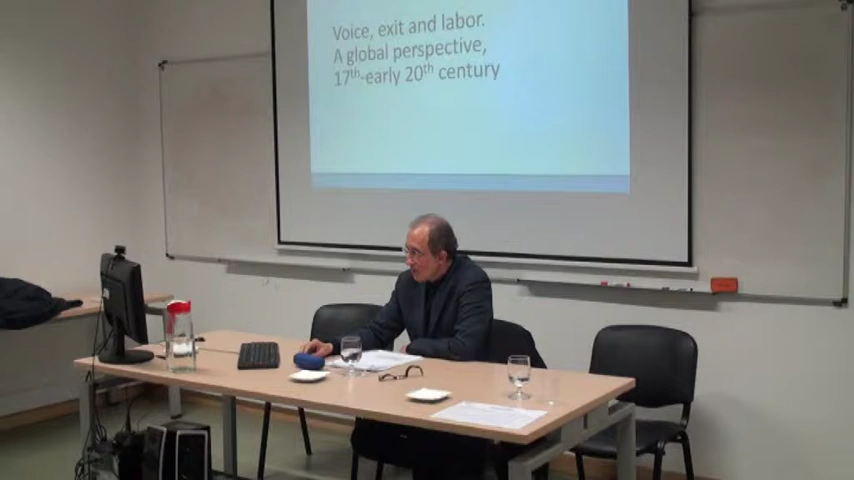 Voice, exit and labor.
A global perspective,
17th-early 20th century